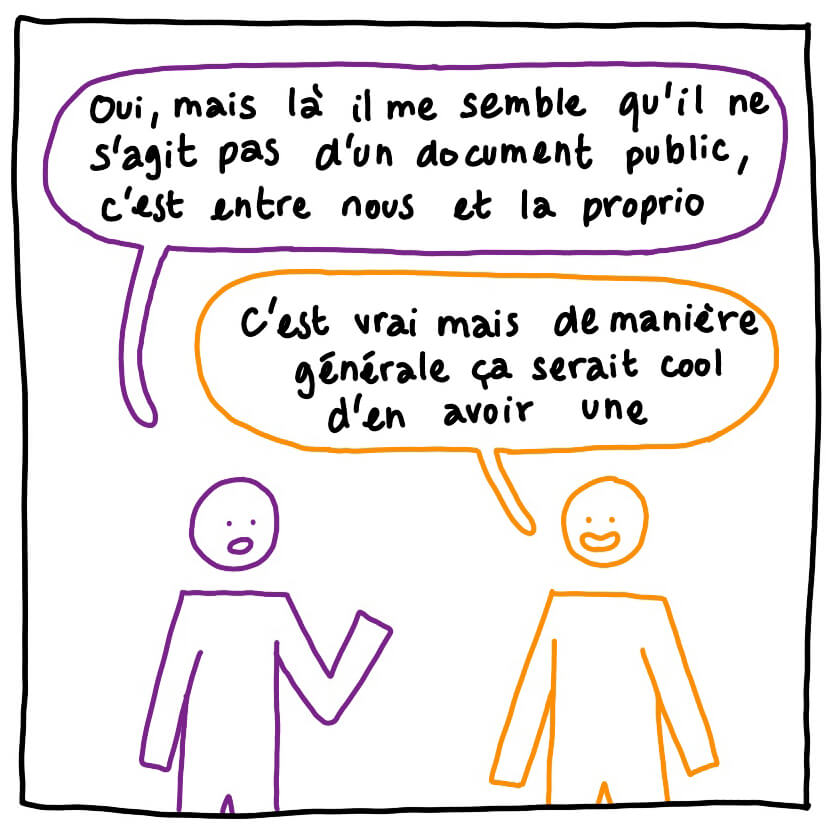 Oui, mais là il me semble qu'il ne
s'agit pas d'un document public,
c'est entre nous et la proprio
C'est vrai mais de manière
générale ça serait cool
d'en avoir une